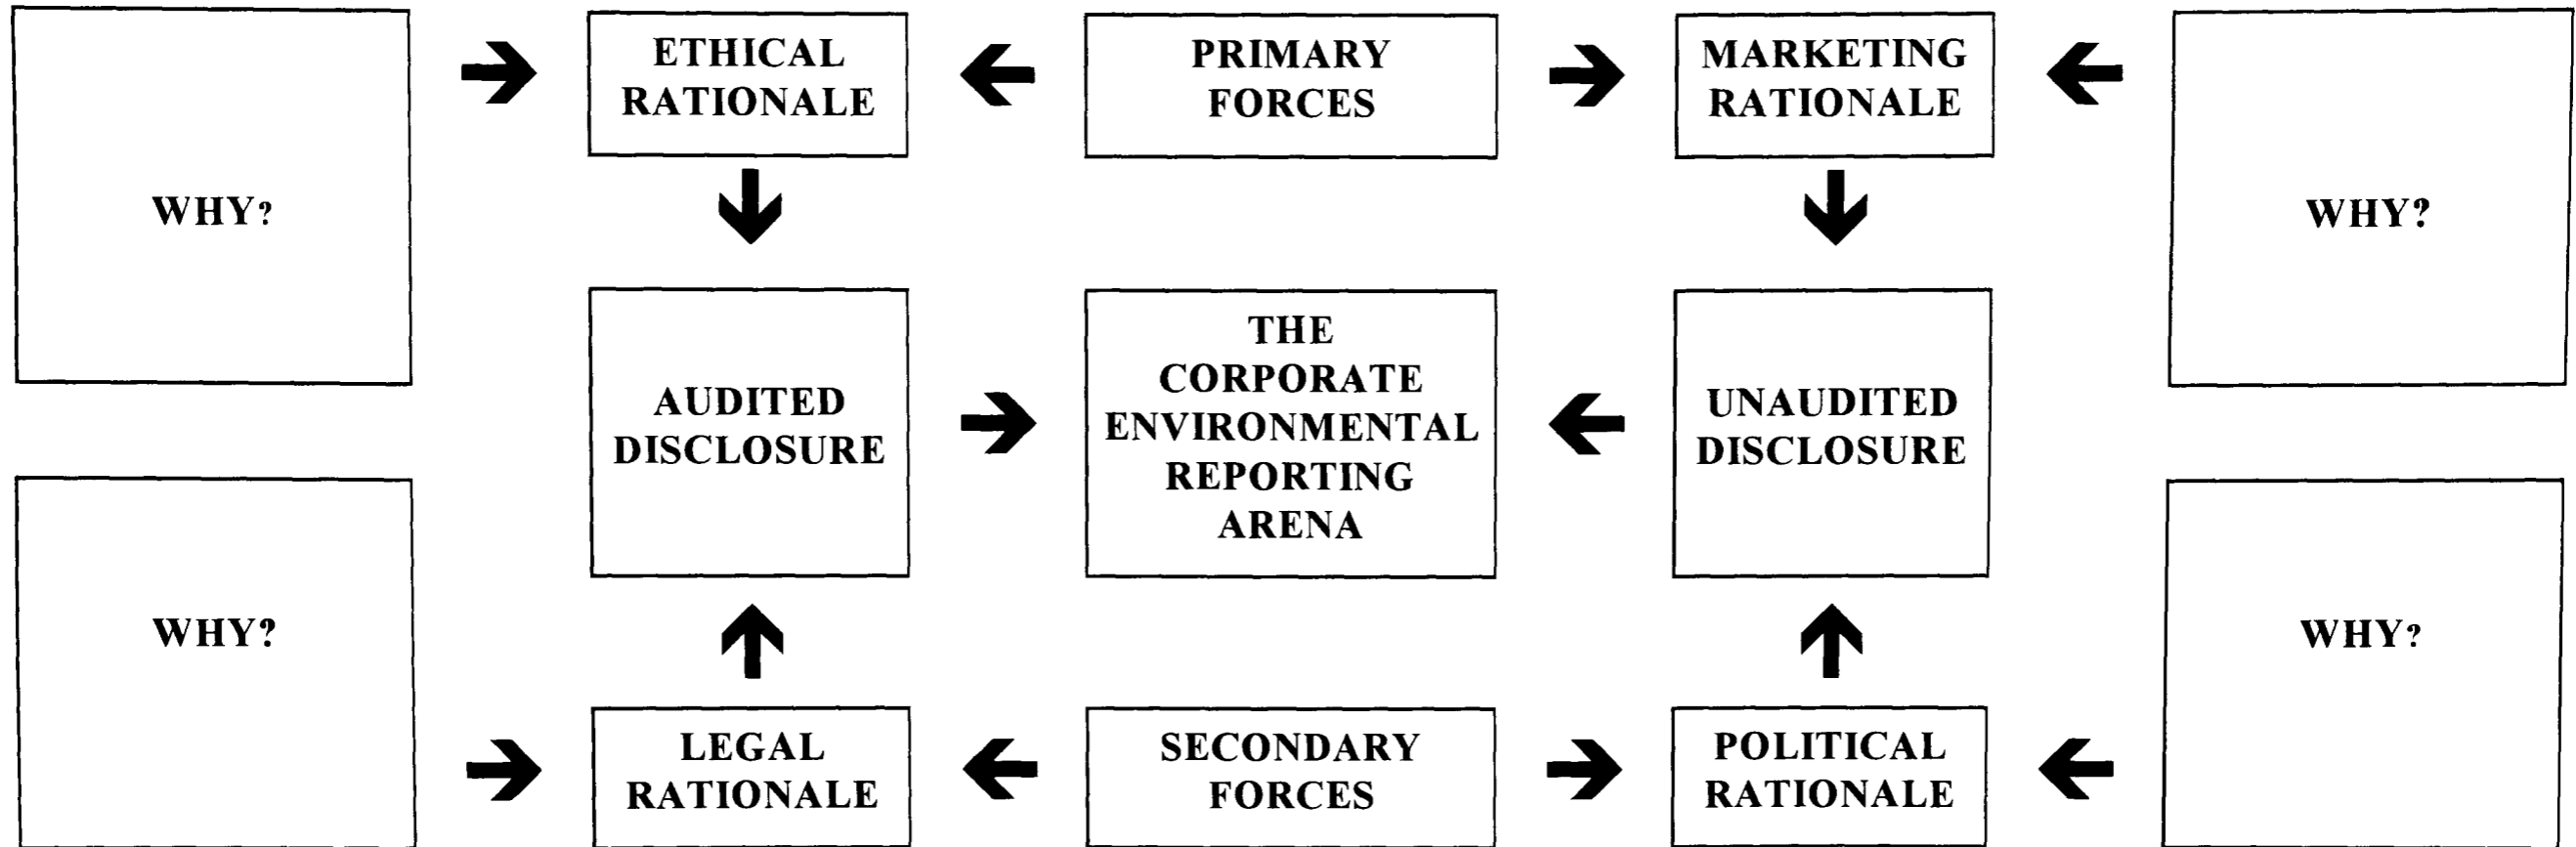 ETHICAL
RATIONALE
PRIMARY
FORCES
MARKETING
RATIONALE
WHY?
WHY?
AUDITED
DISCLOSURE
THE
CORPORATE
ENVIRONMENTAL
REPORTING
ARENA
UNAUDITED
DISCLOSURE
WHY?
WHY?
LEGAL
RATIONALE
SECONDARY
FORCES
POLITICAL
RATIONALE